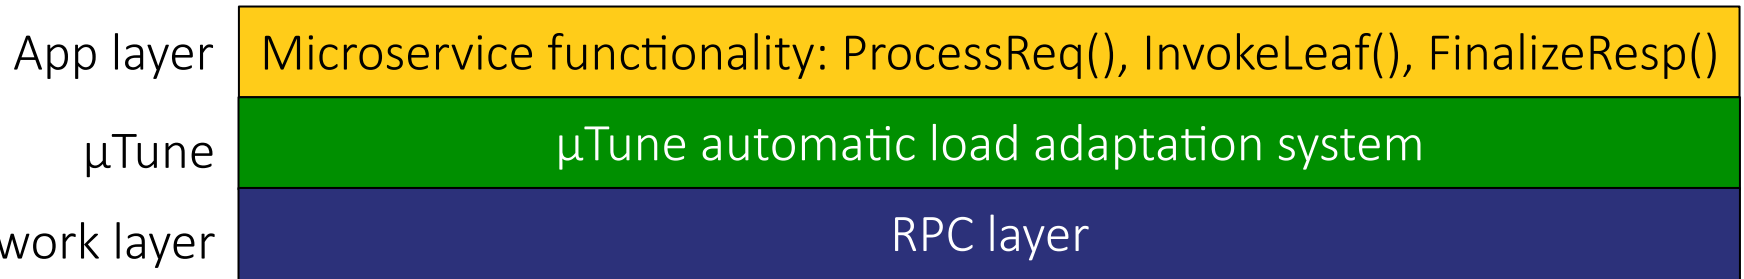 App layer
Microservice functionality: ProcessReq(), InvokeLeaf(), FinalizeResp()
µTune
µTune automatic load adaptation system
work layer
RPC layer